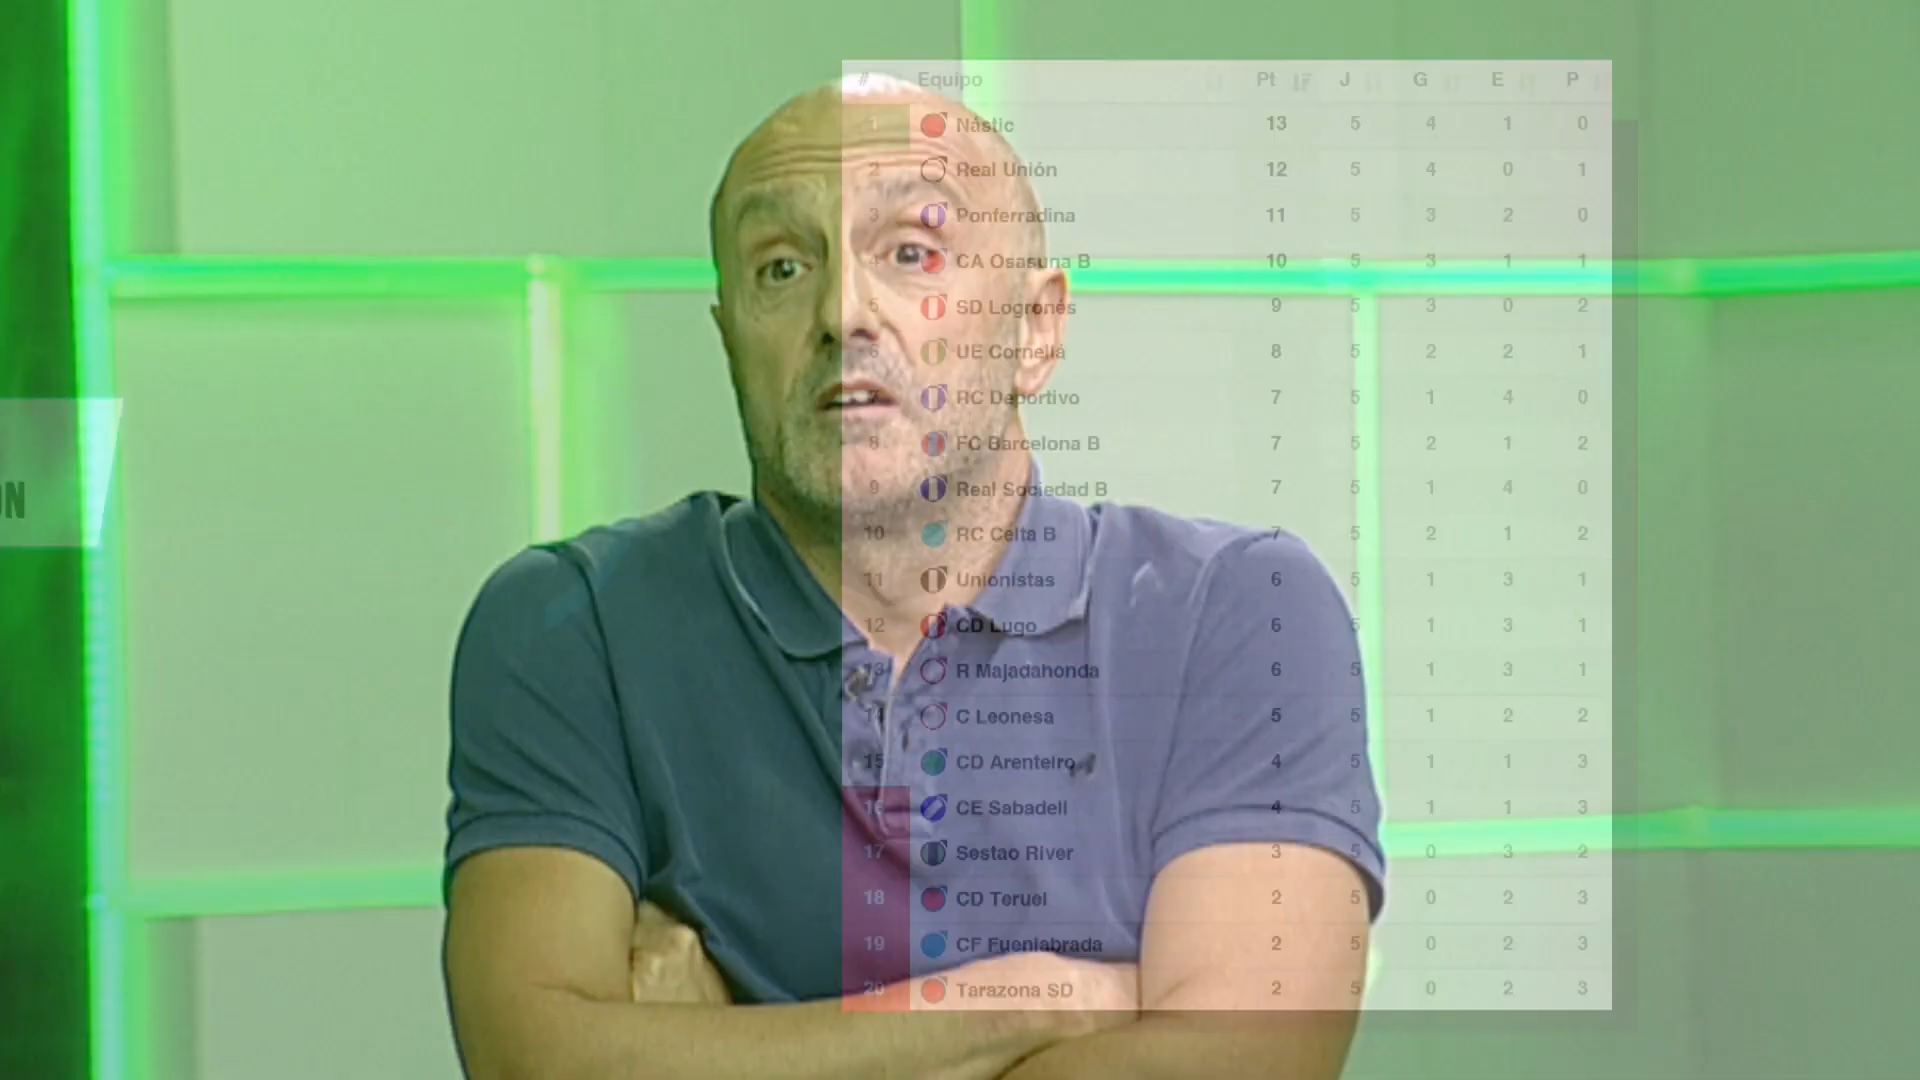 # Equipo Pt J G E P
1 Nástic 13 5 4 1 0
2 Real Unión 12 5 4 0 1
3 Ponferradina 11 5 3 2 0
4 CA Osasuna B 10 5 3 1 1
5 SD Logroñés 9 5 3 0 2
6 UE Cornellá 8 5 2 2 1
7 RC Deportivo 7 5 1 4 0
8 FC Barcelona B 7 5 2 1 2
9 Real Sociedad B 7 5 1 4 0
ON
10 RC Celta B 7 5 2 1 2
11 Unionistas 6 5 1 3 1
12 CD Lugo 6 5 1 3 1
13 R Majadahonda 6 5 1 3 1
14 C Leonesa 5 5 1 2 2
15 CD Arenteiro 4 5 1 1 3
16 CE Sabadell 4 5 1 1 3
17 Sestao River 3 5 0 3 2
18 CD Teruel 2 5 0 2 3
19 CF Fuenlabrada 2 5 0 2 3
20 Tarazona SD 2 5 0 2 3